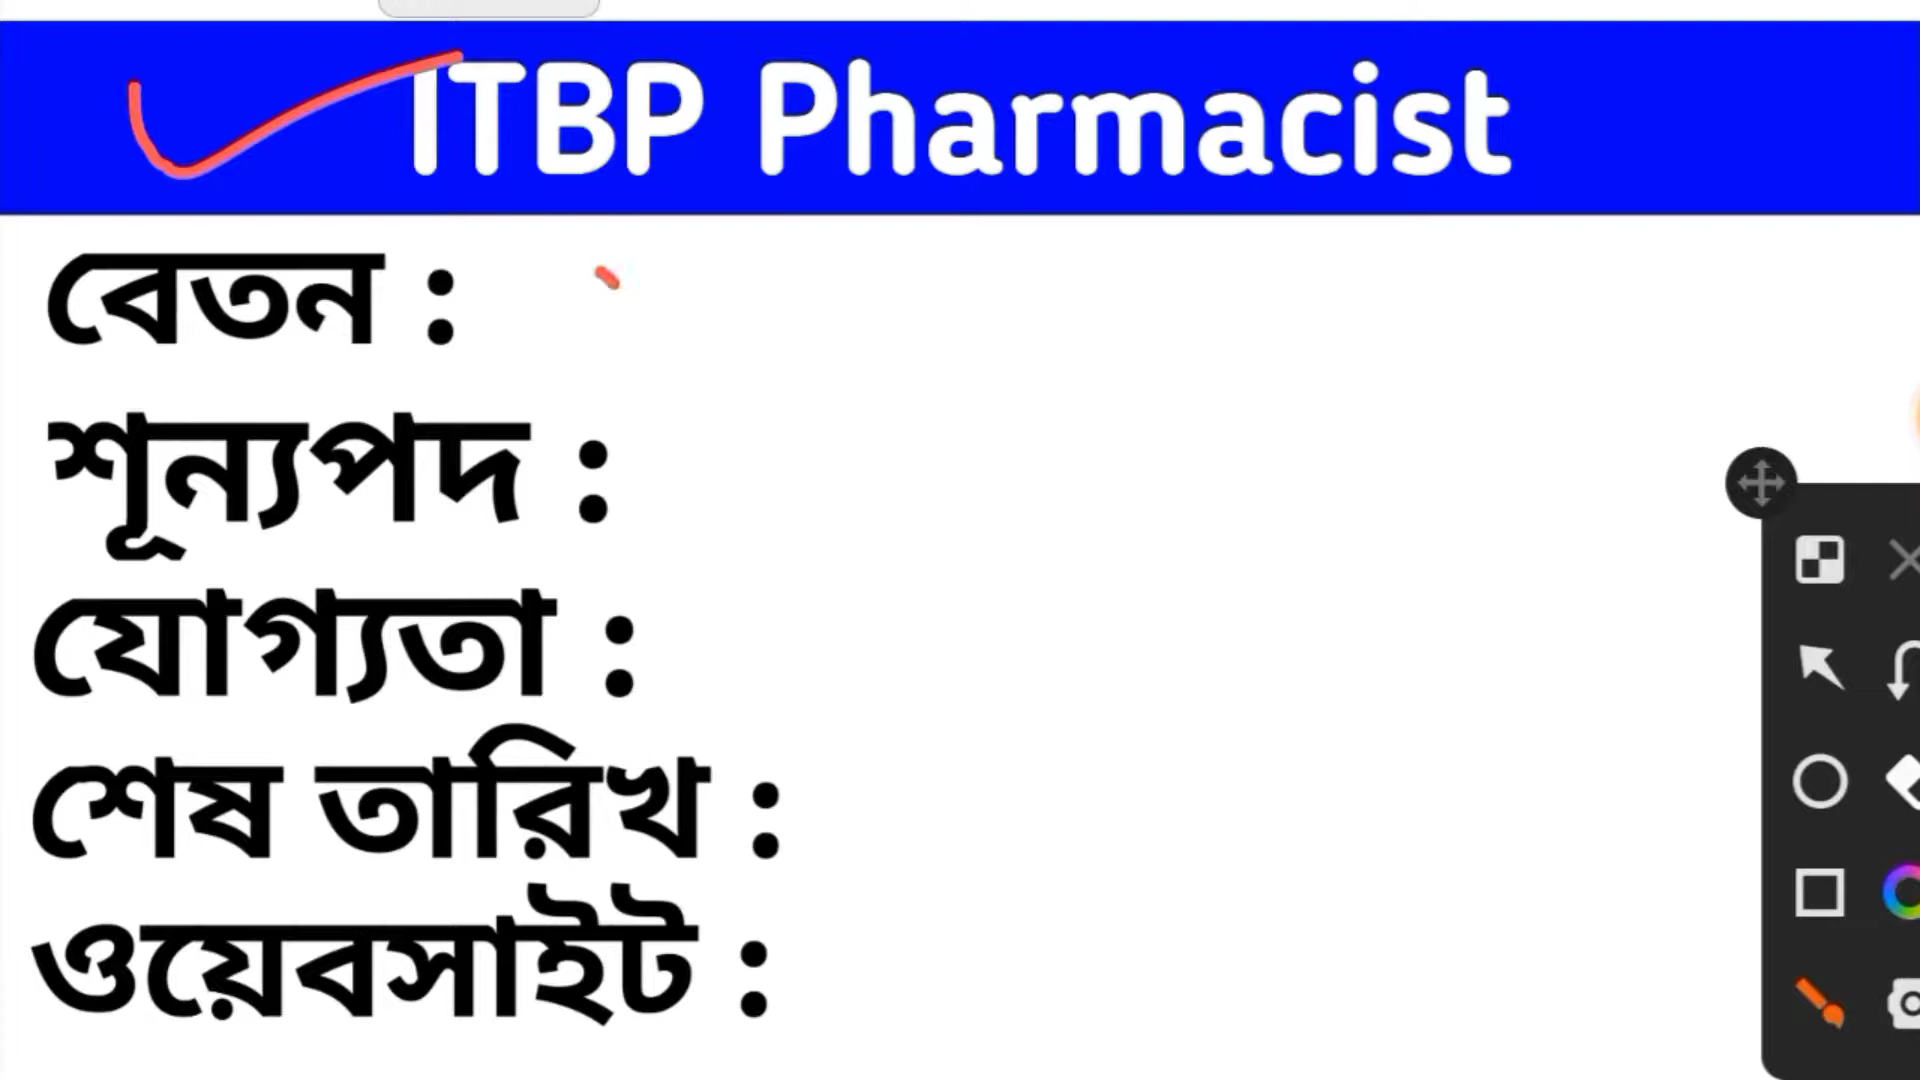 ITBP Pharmacist
বেতন :
শূন্যপদ :
যোগ্যতা :
শেষ তারিখ :
ওয়েবসাইট :